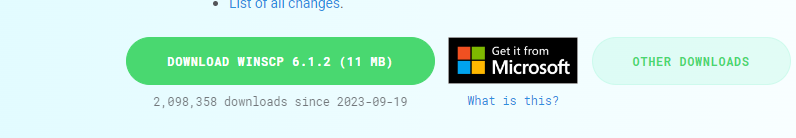 List of all changes.
DOWNLOAD WINSCP 6.1.2 (11 MB)
Get it from
Microsoft
OTHER DOWNLOADS
2,098,358 downloads since 2023-09-19
What is this?